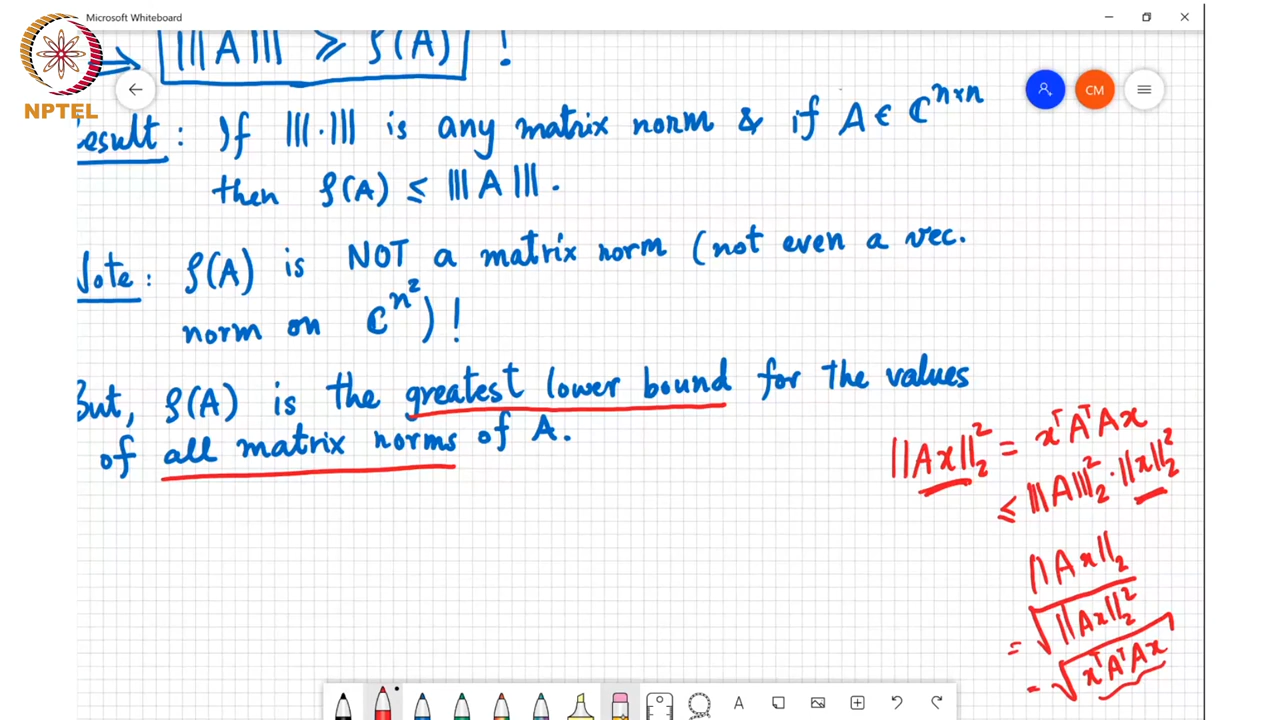 Microsoft Whiteboard
NPTEL
|||A||| ≥ ρ(A) !
esult : If |||·||| is any matrix norm & if A ∈ ℂ^{n×n}
then ρ(A) ≤ |||A|||.
Note : ρ(A) is NOT a matrix norm (not even a vec.
norm on ℂ^{n²}) !
But, ρ(A) is the greatest lower bound for the values
of all matrix norms of A.
||Ax||₂² = xᵀAᵀAx
≤ |||A|||₂² · ||x||₂²
||Ax||₂
= √||Ax||₂²
= √xᵀAᵀAx
CM
A